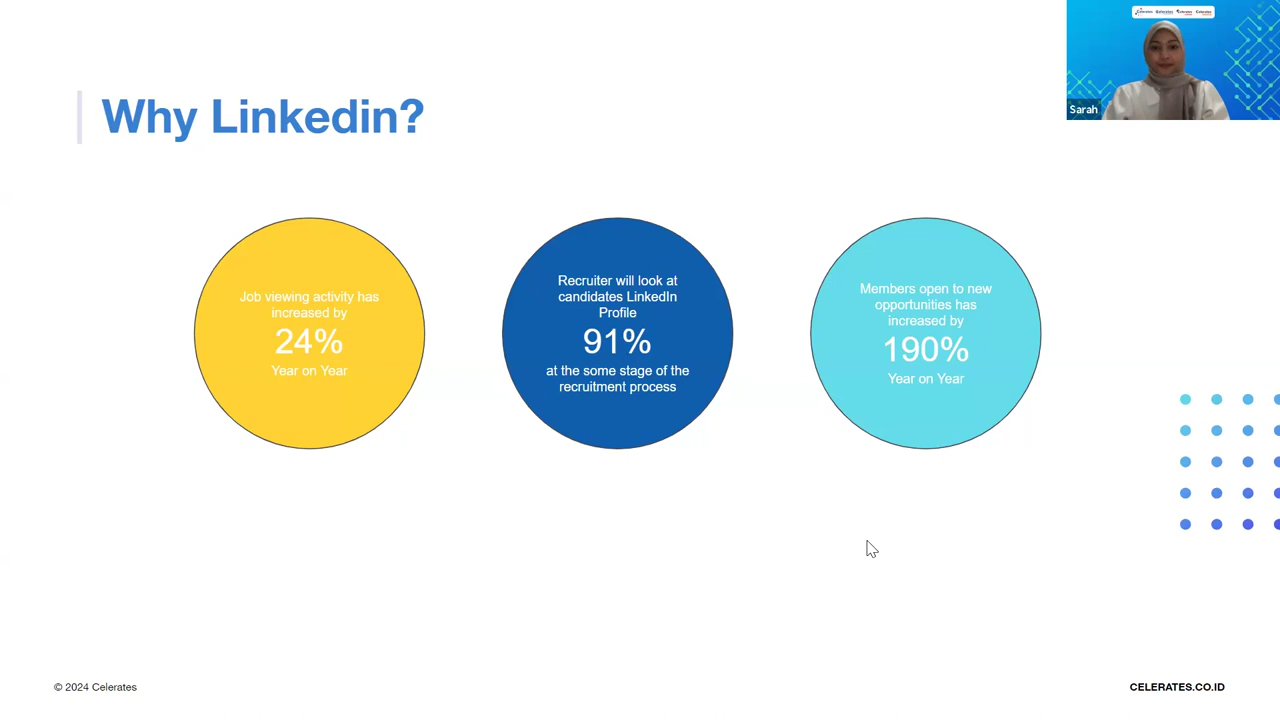 Why Linkedin?
Job viewing activity has
increased by
24%
Year on Year
Recruiter will look at
candidates LinkedIn
Profile
91%
at the some stage of the
recruitment process
Members open to new
opportunities has
increased by
190%
Year on Year
Sarah
© 2024 Celerates
CELERATES.CO.ID